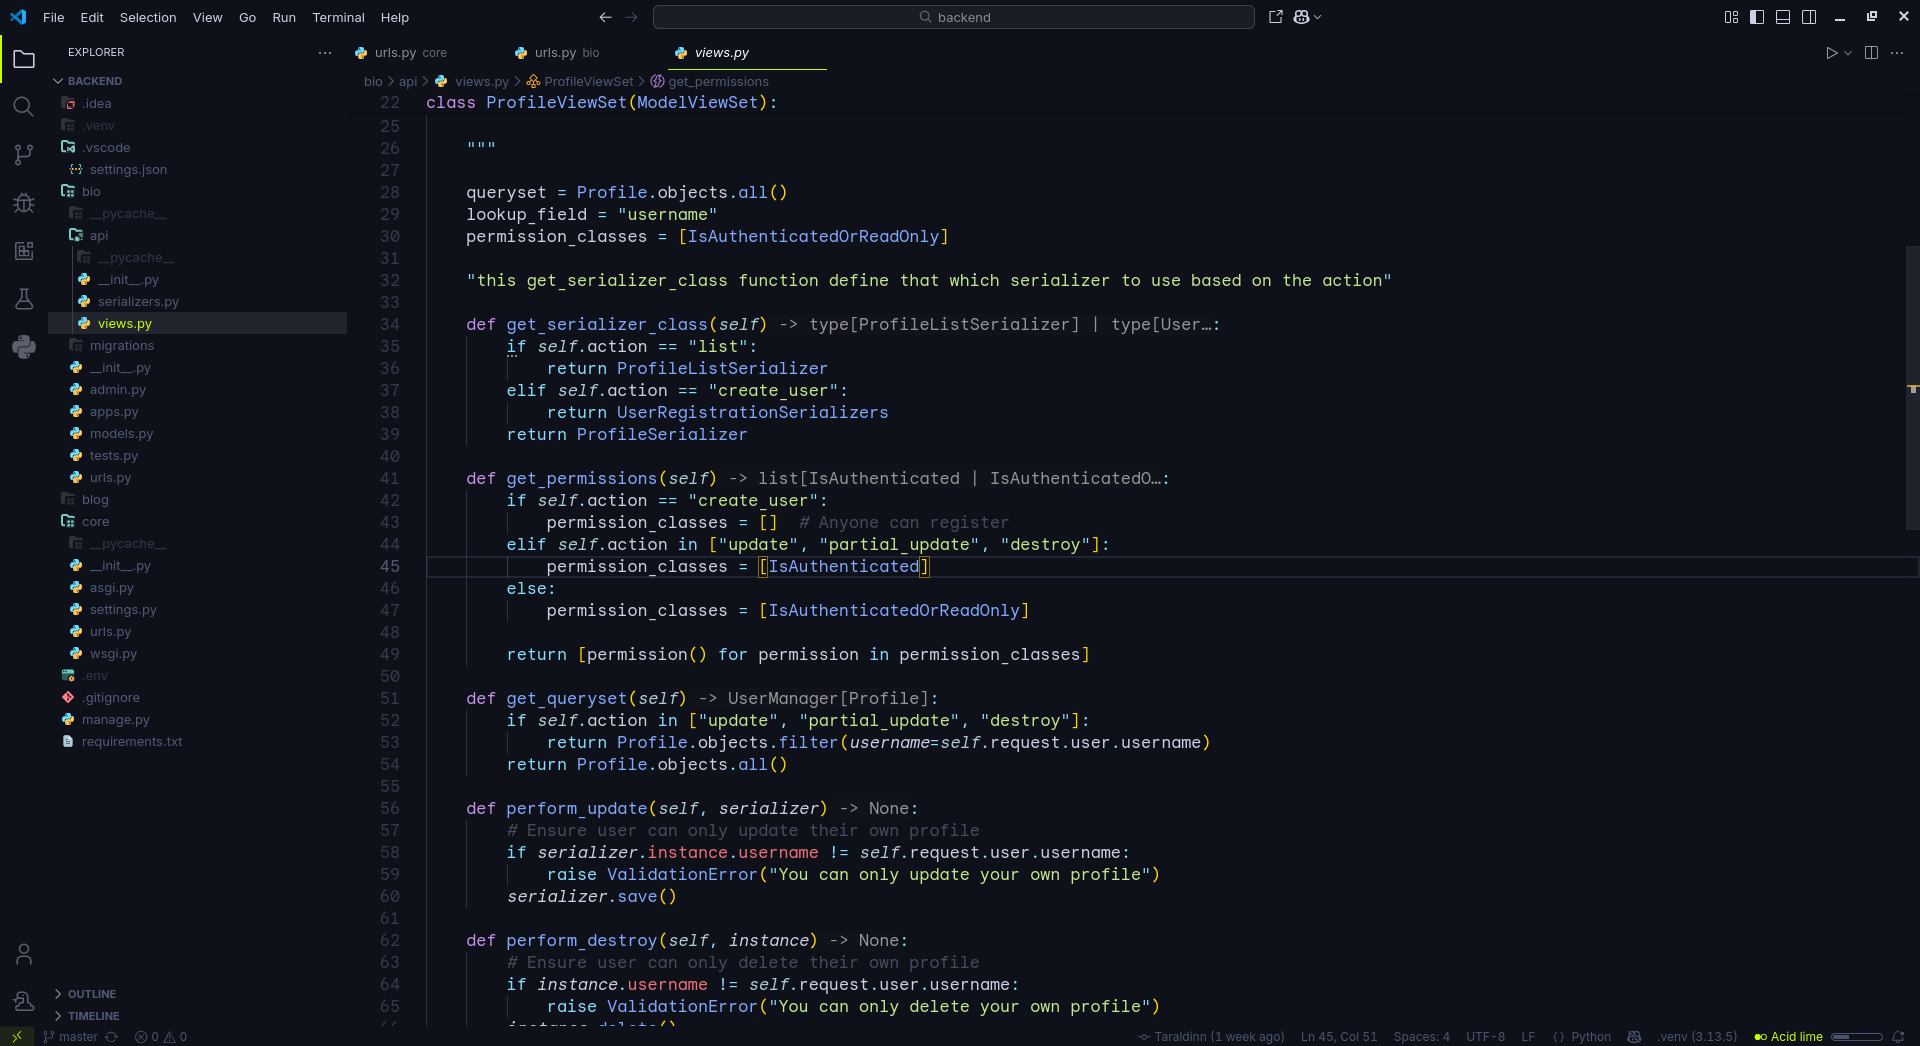 File Edit Selection View Go Run Terminal Help
backend
EXPLORER
BACKEND
.idea
.venv
.vscode
settings.json
bio
__pycache__
api
__pycache__
__init__.py
serializers.py
views.py
migrations
__init__.py
admin.py
apps.py
models.py
tests.py
urls.py
blog
core
__pycache__
__init__.py
asgi.py
settings.py
urls.py
wsgi.py
.env
.gitignore
manage.py
requirements.txt
OUTLINE
TIMELINE
urls.py core urls.py bio views.py
bio > api > views.py > ProfileViewSet > get_permissions
22 class ProfileViewSet(ModelViewSet):
25
26 """
27
28 queryset = Profile.objects.all()
29 lookup_field = "username"
30 permission_classes = [IsAuthenticatedOrReadOnly]
31
32 "this get_serializer_class function define that which serializer to use based on the action"
33
34 def get_serializer_class(self) -> type[ProfileListSerializer] | type[User…:
35 if self.action == "list":
36 return ProfileListSerializer
37 elif self.action == "create_user":
38 return UserRegistrationSerializers
39 return ProfileSerializer
40
41 def get_permissions(self) -> list[IsAuthenticated | IsAuthenticatedO…:
42 if self.action == "create_user":
43 permission_classes = [] # Anyone can register
44 elif self.action in ["update", "partial_update", "destroy"]:
45 permission_classes = [IsAuthenticated]
46 else:
47 permission_classes = [IsAuthenticatedOrReadOnly]
48
49 return [permission() for permission in permission_classes]
50
51 def get_queryset(self) -> UserManager[Profile]:
52 if self.action in ["update", "partial_update", "destroy"]:
53 return Profile.objects.filter(username=self.request.user.username)
54 return Profile.objects.all()
55
56 def perform_update(self, serializer) -> None:
57 # Ensure user can only update their own profile
58 if serializer.instance.username != self.request.user.username:
59 raise ValidationError("You can only update your own profile")
60 serializer.save()
61
62 def perform_destroy(self, instance) -> None:
63 # Ensure user can only delete their own profile
64 if instance.username != self.request.user.username:
65 raise ValidationError("You can only delete your own profile")
master 0 0 Taraldinn (1 week ago) Ln 45, Col 51 Spaces: 4 UTF-8 LF {} Python .venv (3.13.5) Acid lime